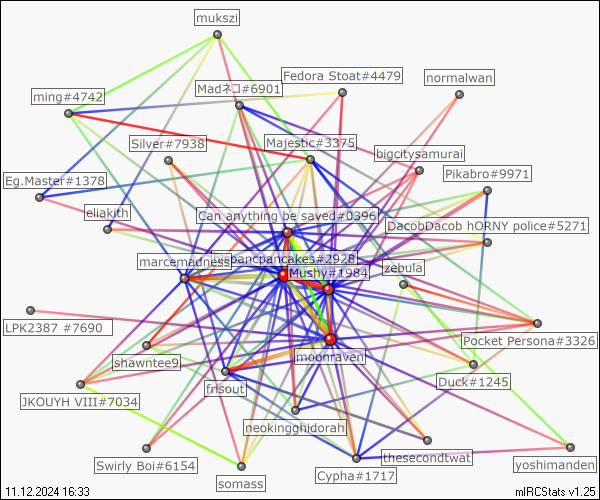 mukszi
Fedora Stoat#4479
normalwan
Madネコ#6901
ming#4742
Silver#7938
Majestic#3375
bigcitysamurai
Pikabro#9971
Eg.Master#1378
eliakith
Can anything be saved#0396
DacobDacob hORNY police#5271
marcemadness
bancpancakes#2928
Mushy#1984
zebula
LPK2387 #7690
moonraven
Pocket Persona#3326
shawntee9
frisout
Duck#1245
JKOUYH VIII#7034
neokingghidorah
thesecondtwat
Swirly Boi#6154
somass
Cypha#1717
yoshimanden
11.12.2024 16:33
mIRCStats v1.25